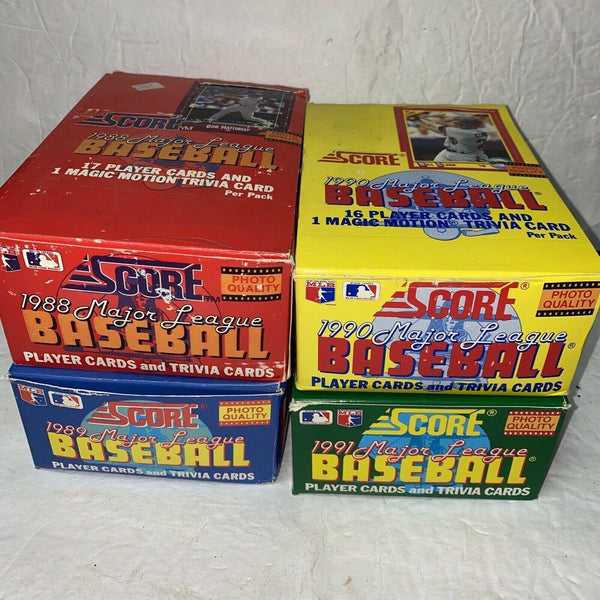 SCORE
1988 Major League
BASEBALL
17 PLAYER CARDS AND
1 MAGIC MOTION TRIVIA CARD
Per Pack
DON MATTINGLY
SCORE™
1988 Major League
BASEBALL
PLAYER CARDS and TRIVIA CARDS
PHOTO
QUALITY
SCORE
1990 Major League
BASEBALL®
16 PLAYER CARDS AND
1 MAGIC MOTION® TRIVIA CARD
Per Pack
SCORE®
1990 Major League
BASEBALL®
PLAYER CARDS and TRIVIA CARDS
PHOTO
QUALITY
SCORE®
1989 Major League
BASEBALL
PLAYER CARDS and TRIVIA CARDS
PHOTO
QUALITY
SCORE®
1991 Major League
BASEBALL®
PLAYER CARDS and TRIVIA CARDS
PHOTO
QUALITY